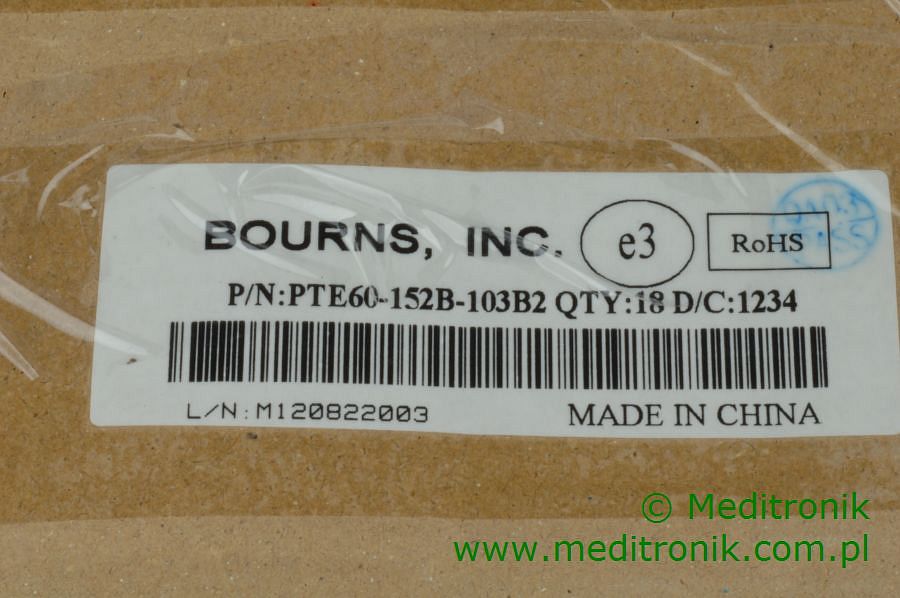 BOURNS, INC. e3 RoHS
P/N:PTE60-152B-103B2 QTY:18 D/C:1234
L/N:M120822003 MADE IN CHINA
© Meditronik
www.meditronik.com.pl